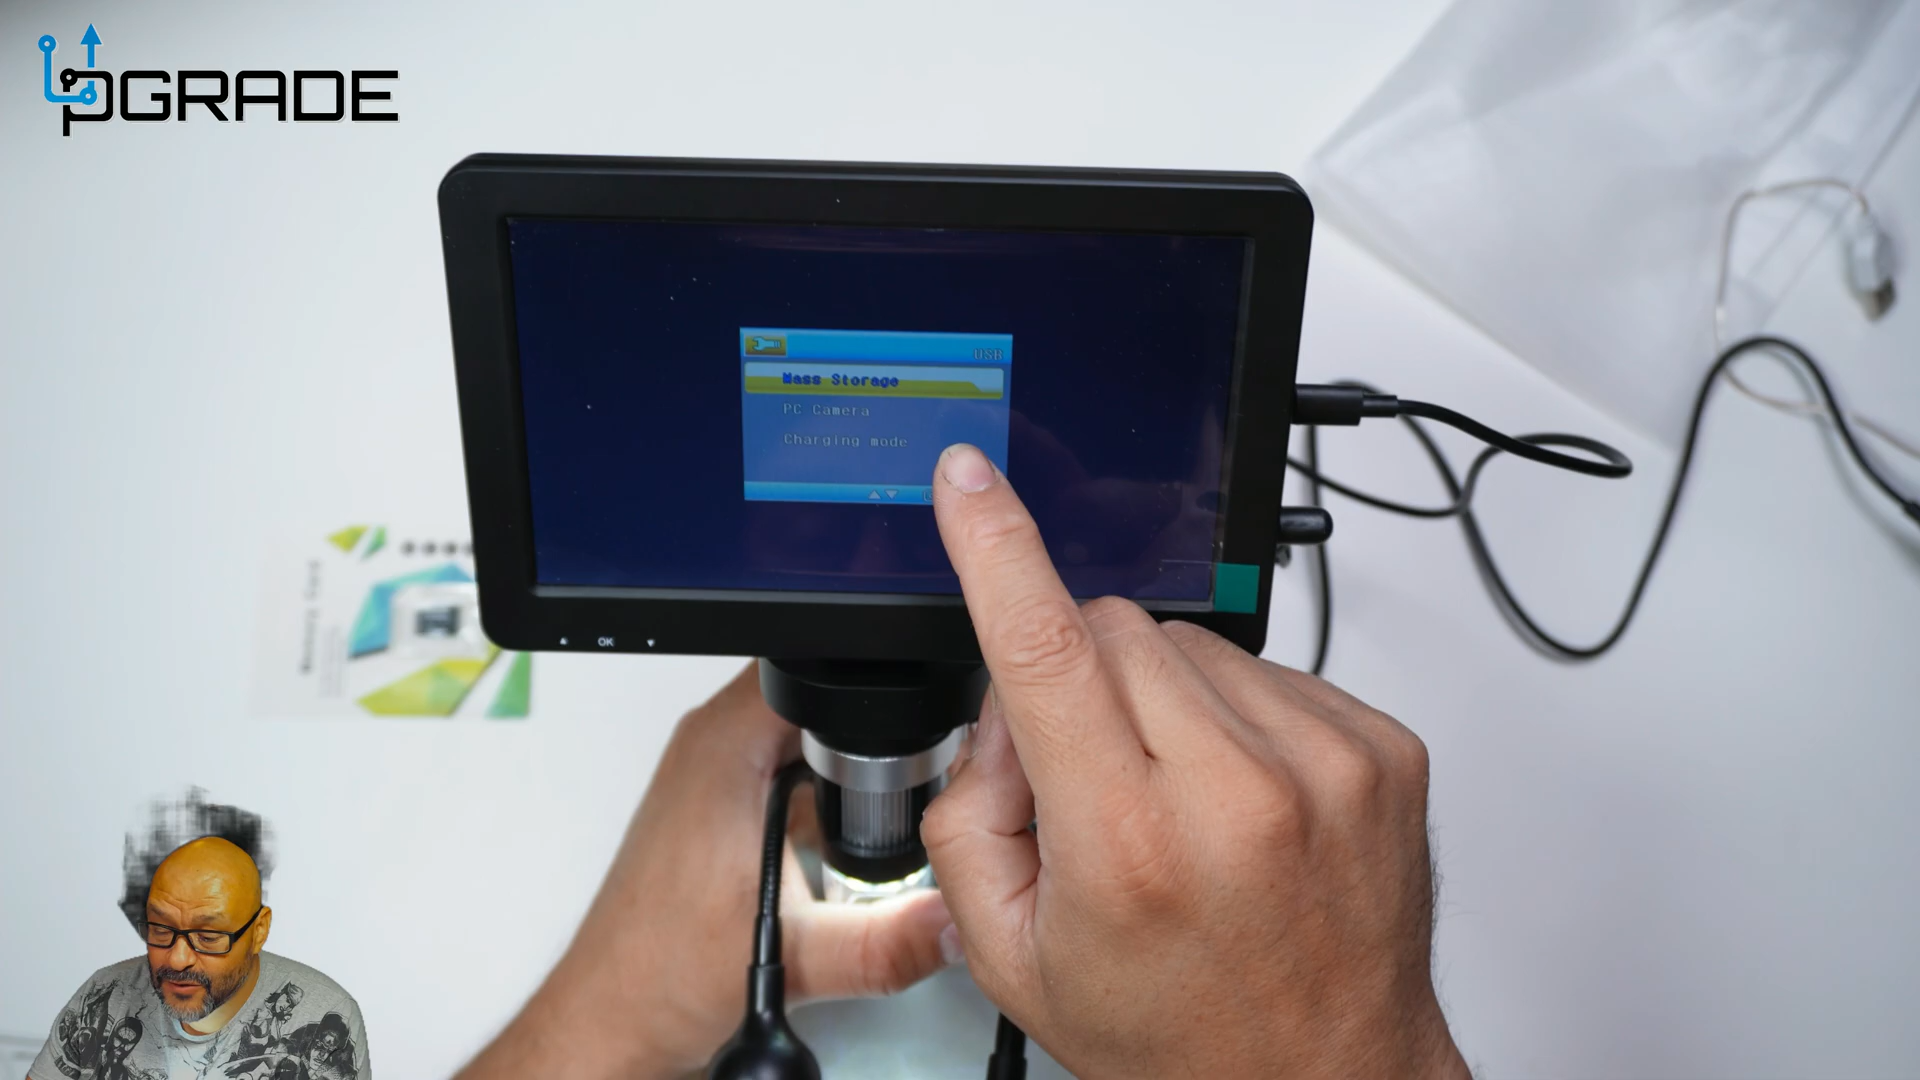 UPGRADE
USB
Mass Storage
PC Camera
Charging mode
OK